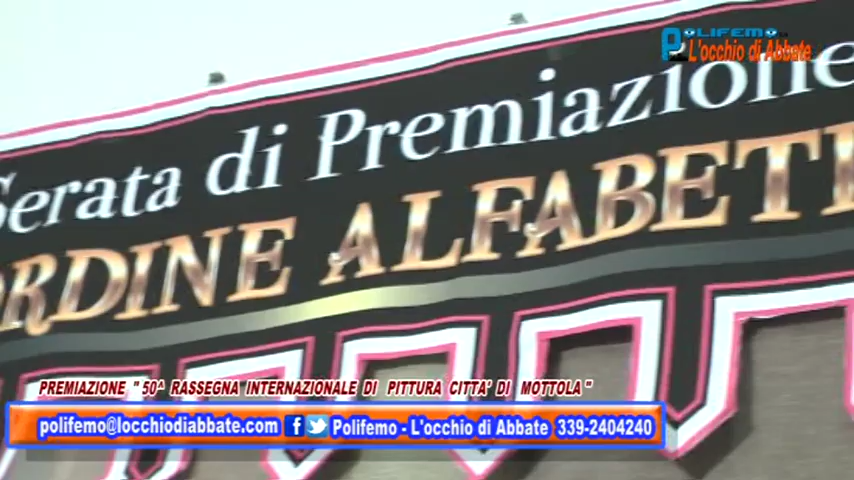 POLIFEMO
L'occhio di Abbate
Serata di Premiazione
ORDINE ALFABETI
PREMIAZIONE " 50^ RASSEGNA INTERNAZIONALE DI PITTURA CITTA' DI MOTTOLA "
polifemo@locchiodiabbate.com Polifemo - L'occhio di Abbate 339-2404240